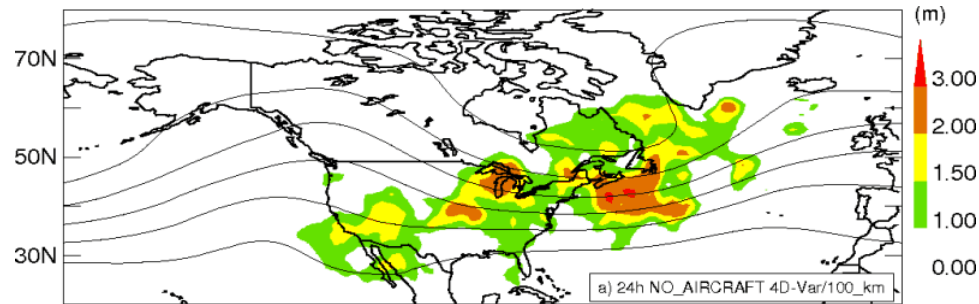 (m)
70N
50N
30N
3.00
2.00
1.50
1.00
0.00
a) 24h NO_AIRCRAFT 4D-Var/100_km